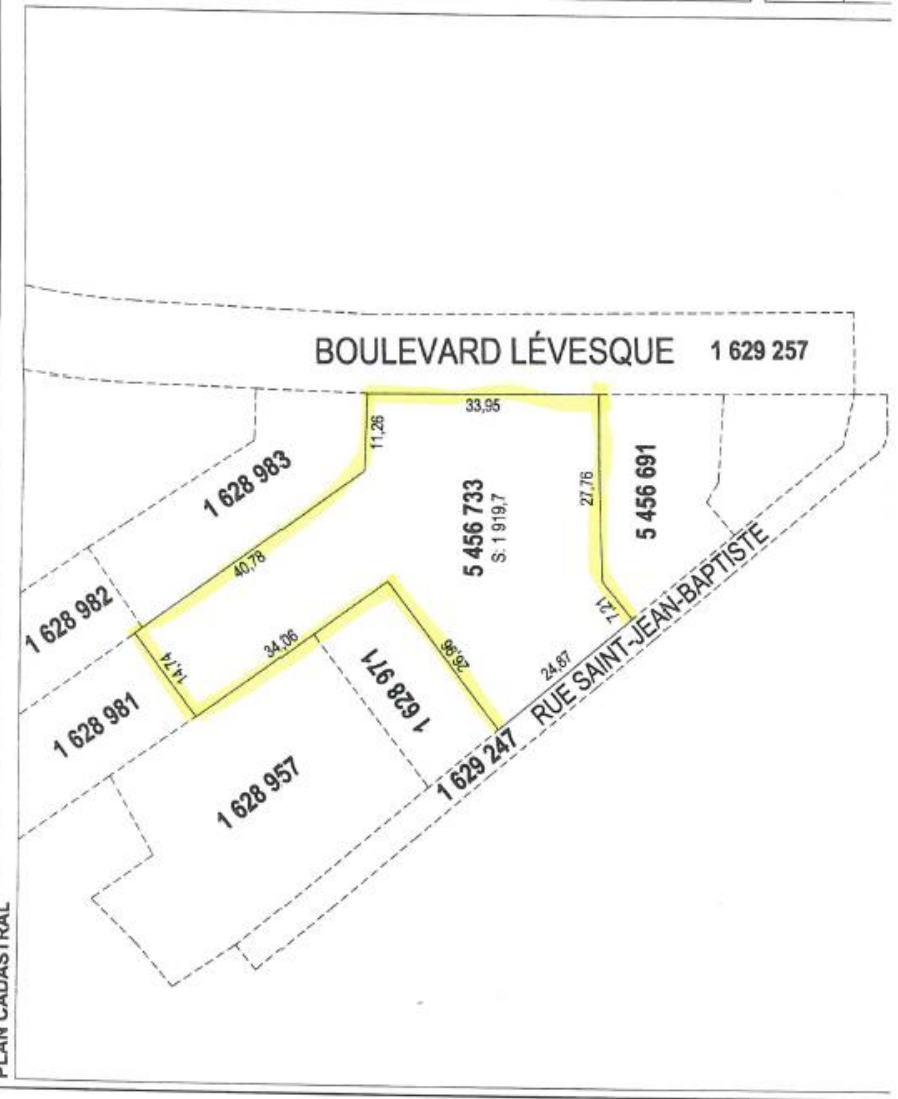 BOULEVARD LÉVESQUE
1 629 257
33,95
11,26
1 628 983
5 456 733
S: 1 919,7
27,76
5 456 691
40,78
1 628 982
7,21
14,74
34,06
1 628 971
26,96
24,87
RUE SAINT-JEAN-BAPTISTE
1 628 981
1 628 957
1 629 247
PLAN CADASTRAL